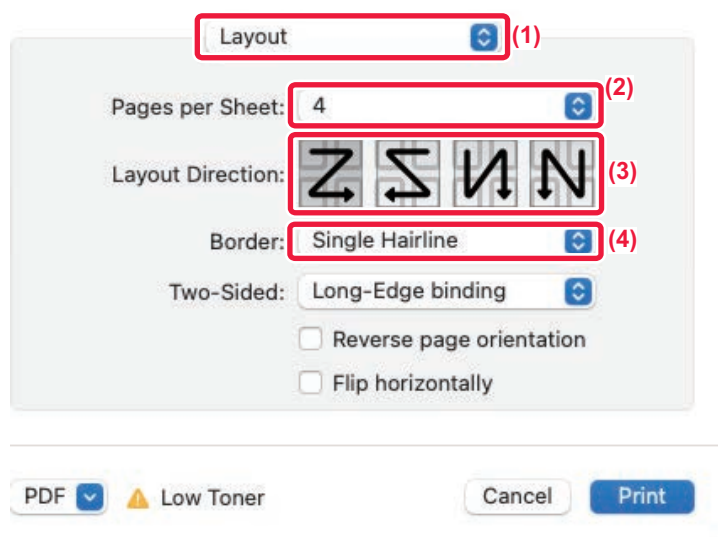 Layout (1)
Pages per Sheet: 4 (2)
Layout Direction: (3)
Border: Single Hairline (4)
Two-Sided: Long-Edge binding
Reverse page orientation
Flip horizontally
PDF Low Toner Cancel Print